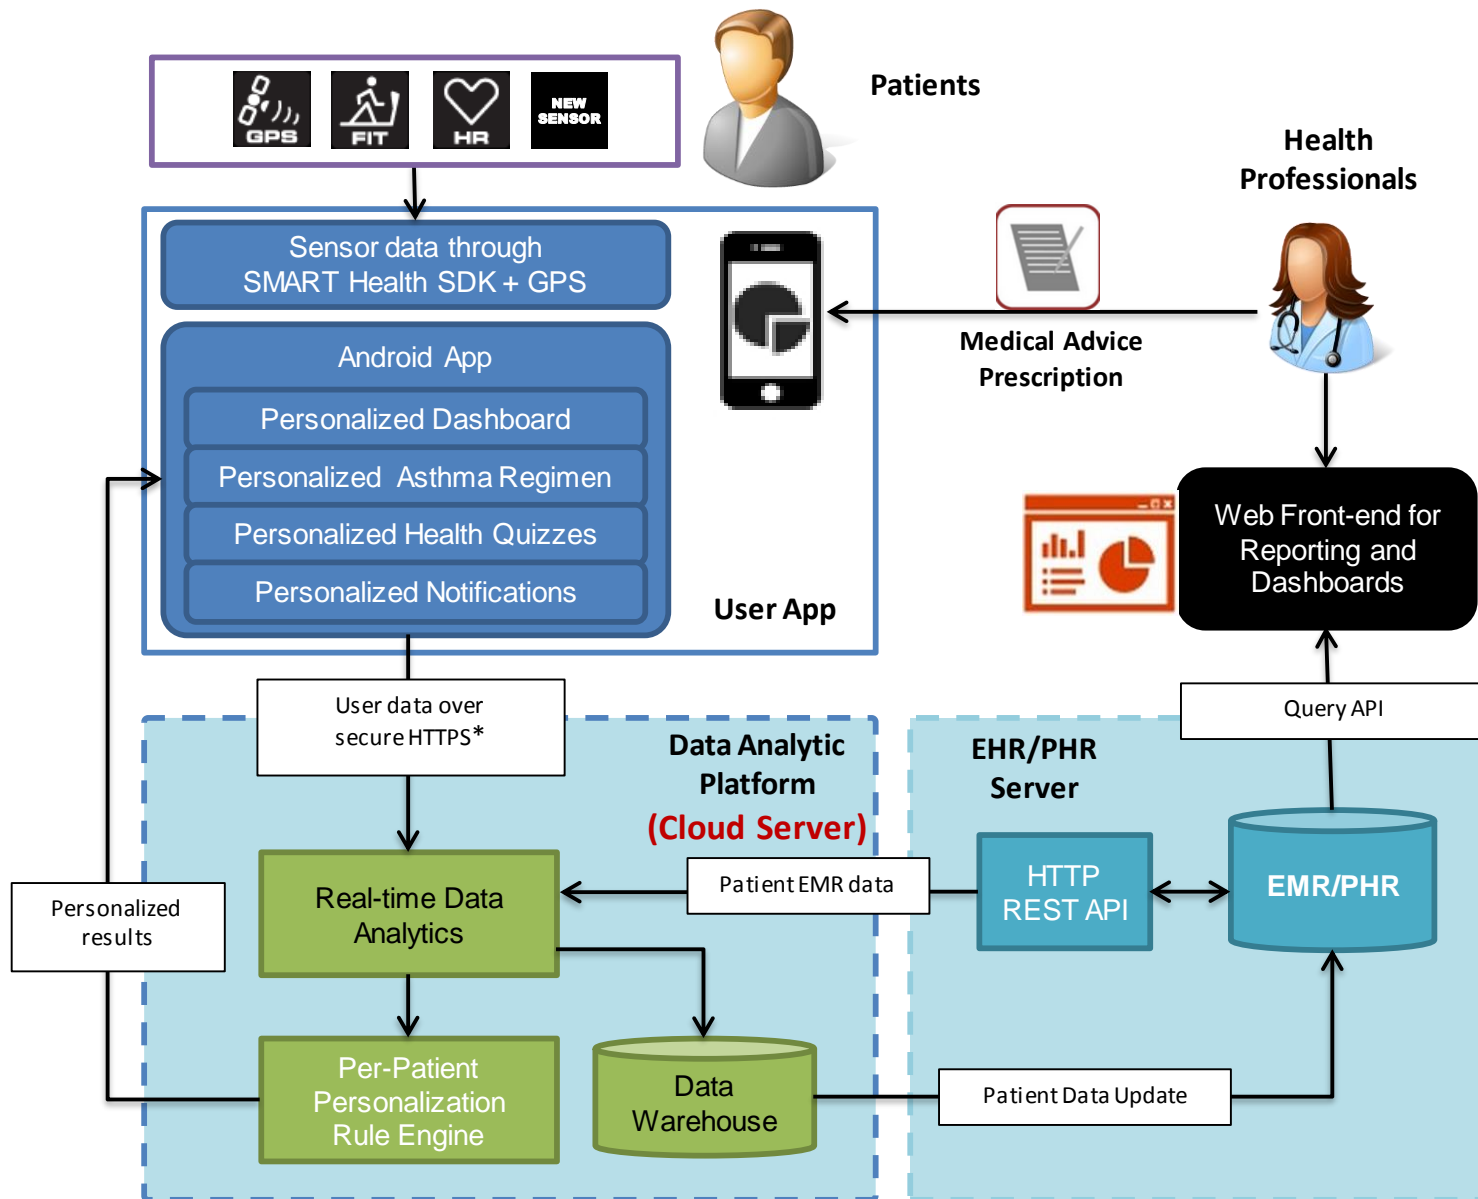 GPS
FIT
HR
NEW
SENSOR
Patients
Health
Professionals
Sensor data through
SMART Health SDK + GPS
Android App
Personalized Dashboard
Personalized Asthma Regimen
Personalized Health Quizzes
Personalized Notifications
User App
Medical Advice
Prescription
Web Front-end for
Reporting and
Dashboards
User data over
secure HTTPS*
Query API
Data Analytic
Platform
(Cloud Server)
EHR/PHR
Server
Real-time Data
Analytics
Patient EMR data
HTTP
REST API
EMR/PHR
Personalized
results
Per-Patient
Personalization
Rule Engine
Data
Warehouse
Patient Data Update